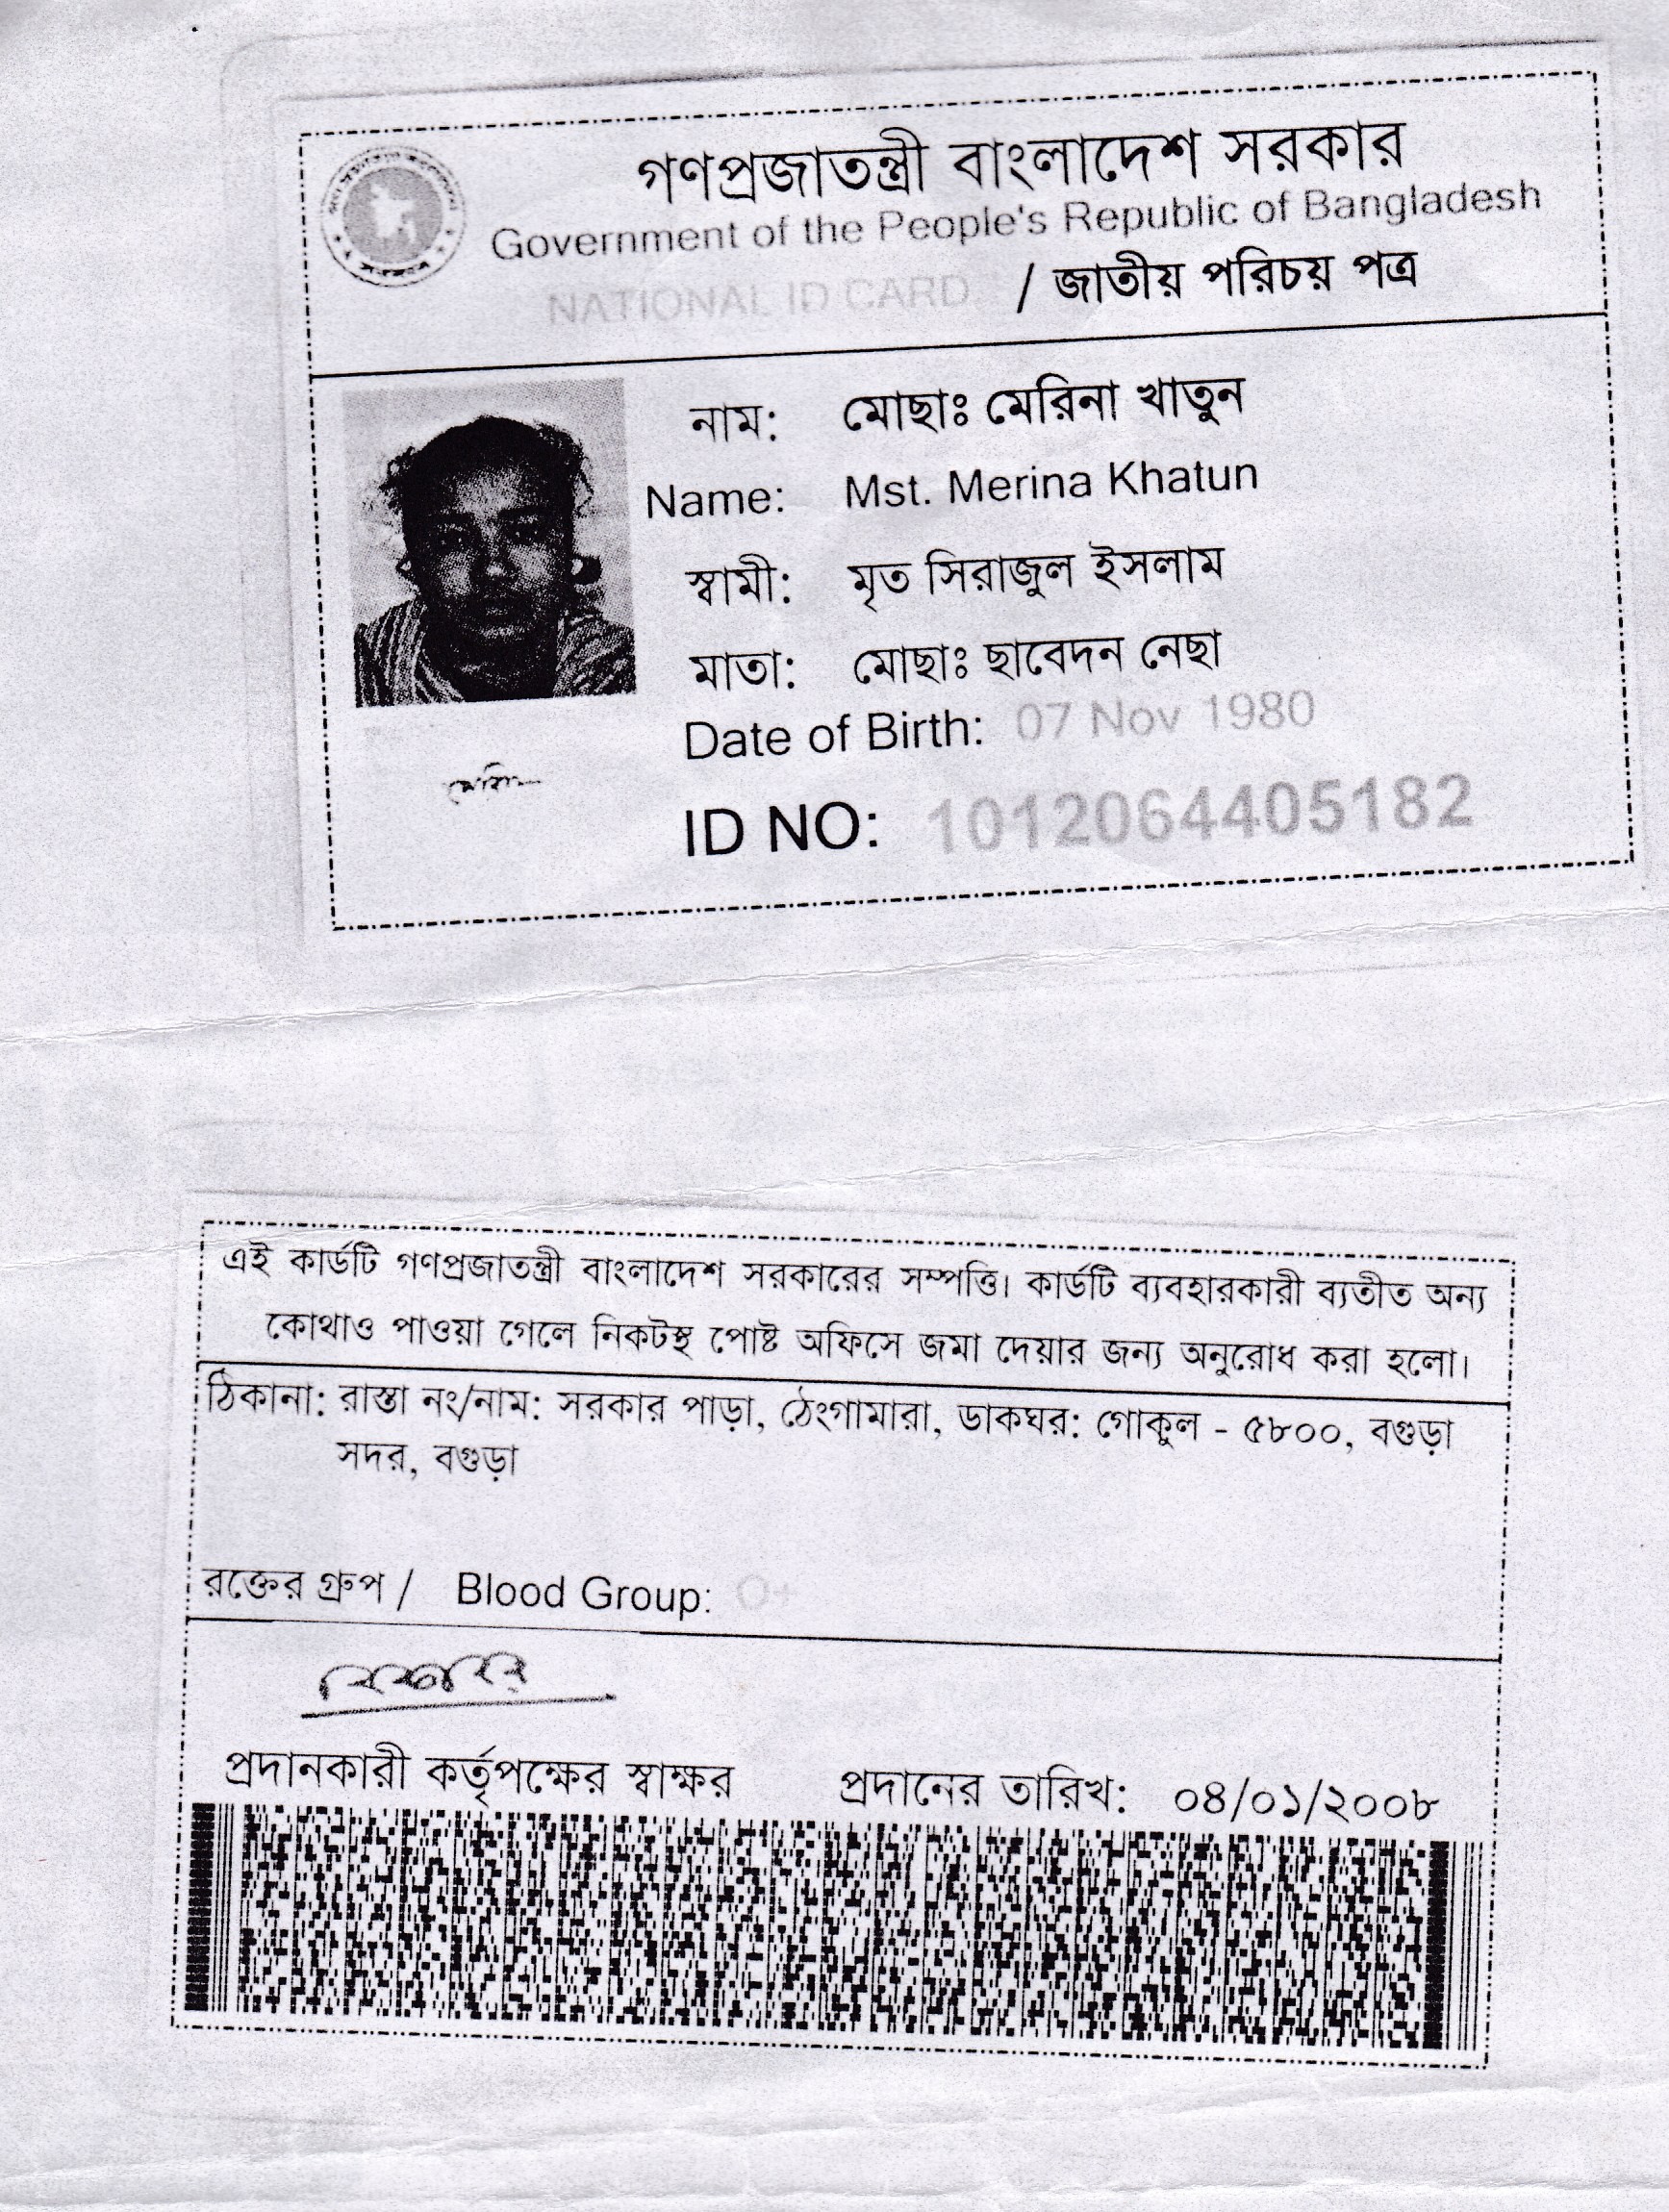 গণপ্রজাতন্ত্রী বাংলাদেশ সরকার
Government of the People's Republic of Bangladesh
NATIONAL ID CARD / জাতীয় পরিচয় পত্র
নাম: মোছাঃ মেরিনা খাতুন
Name: Mst. Merina Khatun
স্বামী: মৃত সিরাজুল ইসলাম
মাতা: মোছাঃ ছাবেদন নেছা
Date of Birth: 07 Nov 1980
ID NO: 1012064405182
এই কার্ডটি গণপ্রজাতন্ত্রী বাংলাদেশ সরকারের সম্পত্তি। কার্ডটি ব্যবহারকারী ব্যতীত অন্য
কোথাও পাওয়া গেলে নিকটস্থ পোষ্ট অফিসে জমা দেয়ার জন্য অনুরোধ করা হলো।
ঠিকানা: রাস্তা নং/নাম: সরকার পাড়া, ঠেংগামারা, ডাকঘর: গোকুল - ৫৮০০, বগুড়া
সদর, বগুড়া
রক্তের গ্রুপ / Blood Group: O+
প্রদানকারী কর্তৃপক্ষের স্বাক্ষর প্রদানের তারিখ: ০৪/০১/২০০৮